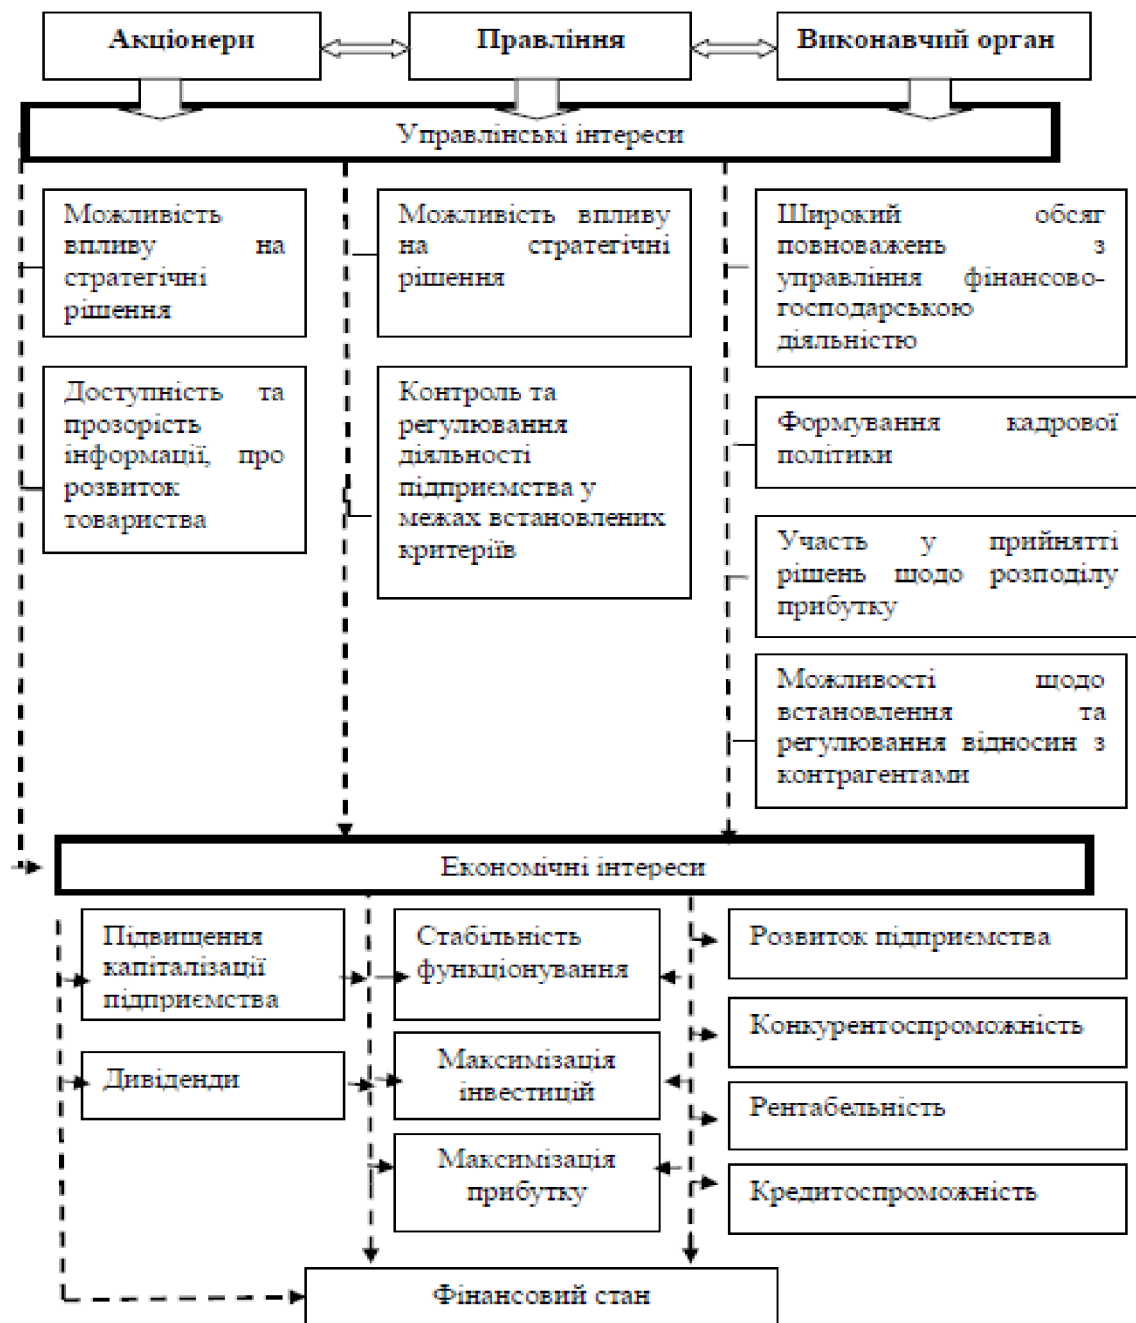 Акціонери
Правління
Виконавчий орган
Управлінські інтереси
Можливість
впливу на
стратегічні
рішення
Можливість впливу
на стратегічні
рішення
Широкий обсяг
повноважень з
управління фінансово-
господарською
діяльністю
Доступність та
прозорість
інформації, про
розвиток
товариства
Контроль та
регулювання
діяльності
підприємства у
межах встановлених
критеріїв
Формування кадрової
політики
Участь у прийнятті
рішень щодо розподілу
прибутку
Можливості щодо
встановлення та
регулювання відносин з
контрагентами
Економічні інтереси
Підвищення
капіталізації
підприємства
Стабільність
функціонування
Розвиток підприємства
Конкурентоспроможність
Дивіденди
Максимізація
інвестицій
Рентабельність
Максимізація
прибутку
Кредитоспроможність
Фінансовий стан